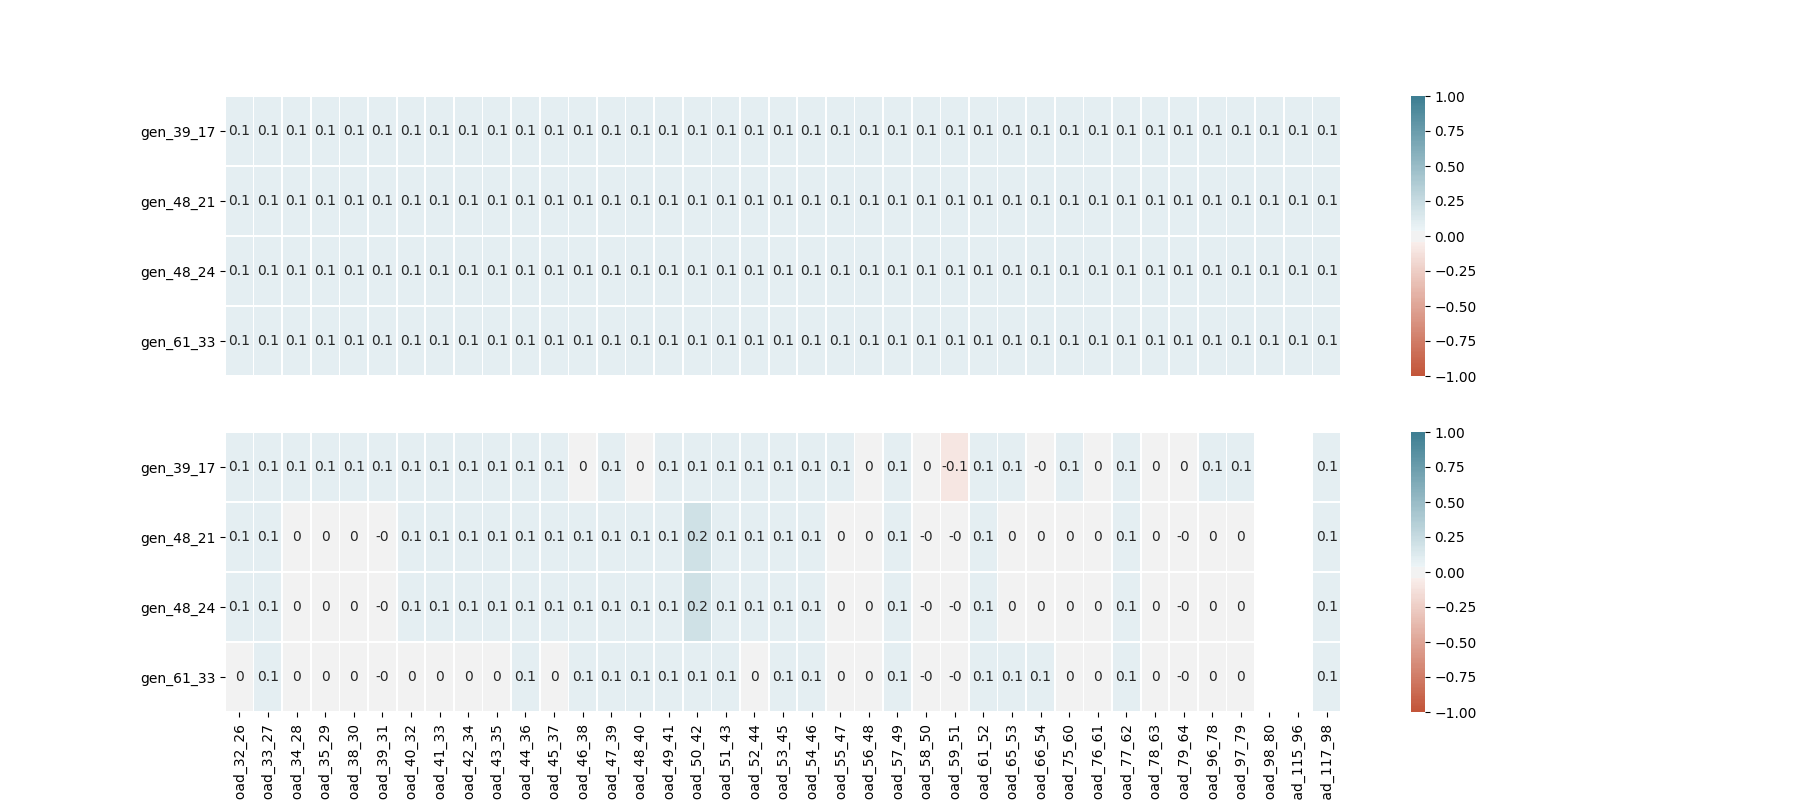 gen_39_17 0.1 0.1 0.1 0.1 0.1 0.1 0.1 0.1 0.1 0.1 0.1 0.1 0.1 0.1 0.1 0.1 0.1 0.1 0.1 0.1 0.1 0.1 0.1 0.1 0.1 0.1 0.1 0.1 0.1 0.1 0.1 0.1 0.1 0.1 0.1 0.1 0.1 0.1 0.1
gen_48_21 0.1 0.1 0.1 0.1 0.1 0.1 0.1 0.1 0.1 0.1 0.1 0.1 0.1 0.1 0.1 0.1 0.1 0.1 0.1 0.1 0.1 0.1 0.1 0.1 0.1 0.1 0.1 0.1 0.1 0.1 0.1 0.1 0.1 0.1 0.1 0.1 0.1 0.1 0.1
gen_48_24 0.1 0.1 0.1 0.1 0.1 0.1 0.1 0.1 0.1 0.1 0.1 0.1 0.1 0.1 0.1 0.1 0.1 0.1 0.1 0.1 0.1 0.1 0.1 0.1 0.1 0.1 0.1 0.1 0.1 0.1 0.1 0.1 0.1 0.1 0.1 0.1 0.1 0.1 0.1
gen_61_33 0.1 0.1 0.1 0.1 0.1 0.1 0.1 0.1 0.1 0.1 0.1 0.1 0.1 0.1 0.1 0.1 0.1 0.1 0.1 0.1 0.1 0.1 0.1 0.1 0.1 0.1 0.1 0.1 0.1 0.1 0.1 0.1 0.1 0.1 0.1 0.1 0.1 0.1 0.1
1.00
0.75
0.50
0.25
0.00
−0.25
−0.50
−0.75
−1.00
gen_39_17 0.1 0.1 0.1 0.1 0.1 0.1 0.1 0.1 0.1 0.1 0.1 0.1 0 0.1 0 0.1 0.1 0.1 0.1 0.1 0.1 0.1 0 0.1 0 -0.1 0.1 0.1 -0 0.1 0 0.1 0 0 0.1 0.1 0.1
gen_48_21 0.1 0.1 0 0 0 -0 0.1 0.1 0.1 0.1 0.1 0.1 0.1 0.1 0.1 0.1 0.2 0.1 0.1 0.1 0.1 0 0 0.1 -0 -0 0.1 0 0 0 0 0.1 0 -0 0 0 0.1
gen_48_24 0.1 0.1 0 0 0 -0 0.1 0.1 0.1 0.1 0.1 0.1 0.1 0.1 0.1 0.1 0.2 0.1 0.1 0.1 0.1 0 0 0.1 -0 -0 0.1 0 0 0 0 0.1 0 -0 0 0 0.1
gen_61_33 0 0.1 0 0 0 -0 0 0 0 0 0.1 0 0.1 0.1 0.1 0.1 0.1 0.1 0 0.1 0.1 0 0 0.1 -0 -0 0.1 0.1 0.1 0 0 0.1 0 -0 0 0 0.1
1.00
0.75
0.50
0.25
0.00
−0.25
−0.50
−0.75
−1.00
oad_32_26
oad_33_27
oad_34_28
oad_35_29
oad_38_30
oad_39_31
oad_40_32
oad_41_33
oad_42_34
oad_43_35
oad_44_36
oad_45_37
oad_46_38
oad_47_39
oad_48_40
oad_49_41
oad_50_42
oad_51_43
oad_52_44
oad_53_45
oad_54_46
oad_55_47
oad_56_48
oad_57_49
oad_58_50
oad_59_51
oad_61_52
oad_65_53
oad_66_54
oad_75_60
oad_76_61
oad_77_62
oad_78_63
oad_79_64
oad_96_78
oad_97_79
oad_98_80
ad_115_96
ad_117_98